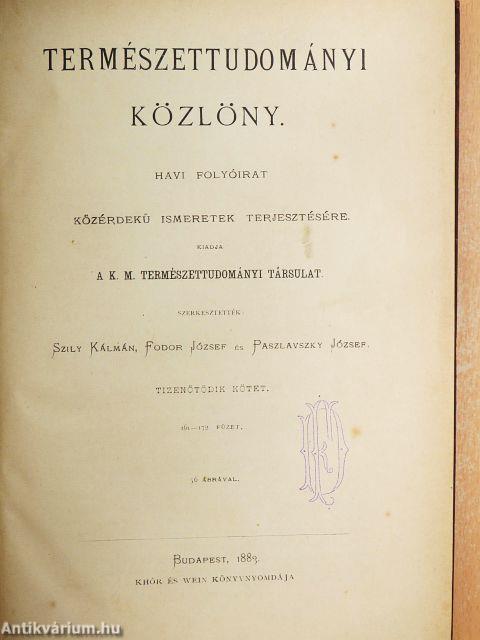 TERMÉSZETTUDOMÁNYI
KÖZLÖNY.
HAVI FOLYÓIRAT
KÖZÉRDEKÜ ISMERETEK TERJESZTÉSÉRE.
KIADJA
A K. M. TERMÉSZETTUDOMÁNYI TÁRSULAT.
SZERKESZTETTÉK:
SZILY KÁLMÁN, FODOR JÓZSEF ÉS PASZLAVSZKY JÓZSEF.
TIZENÖTÖDIK KÖTET.
161—172 FÜZET.
56 ÁBRÁVAL.
BUDAPEST, 1883.
KHÓR ÉS WEIN KÖNYVNYOMDÁJA
Antikvárium.hu